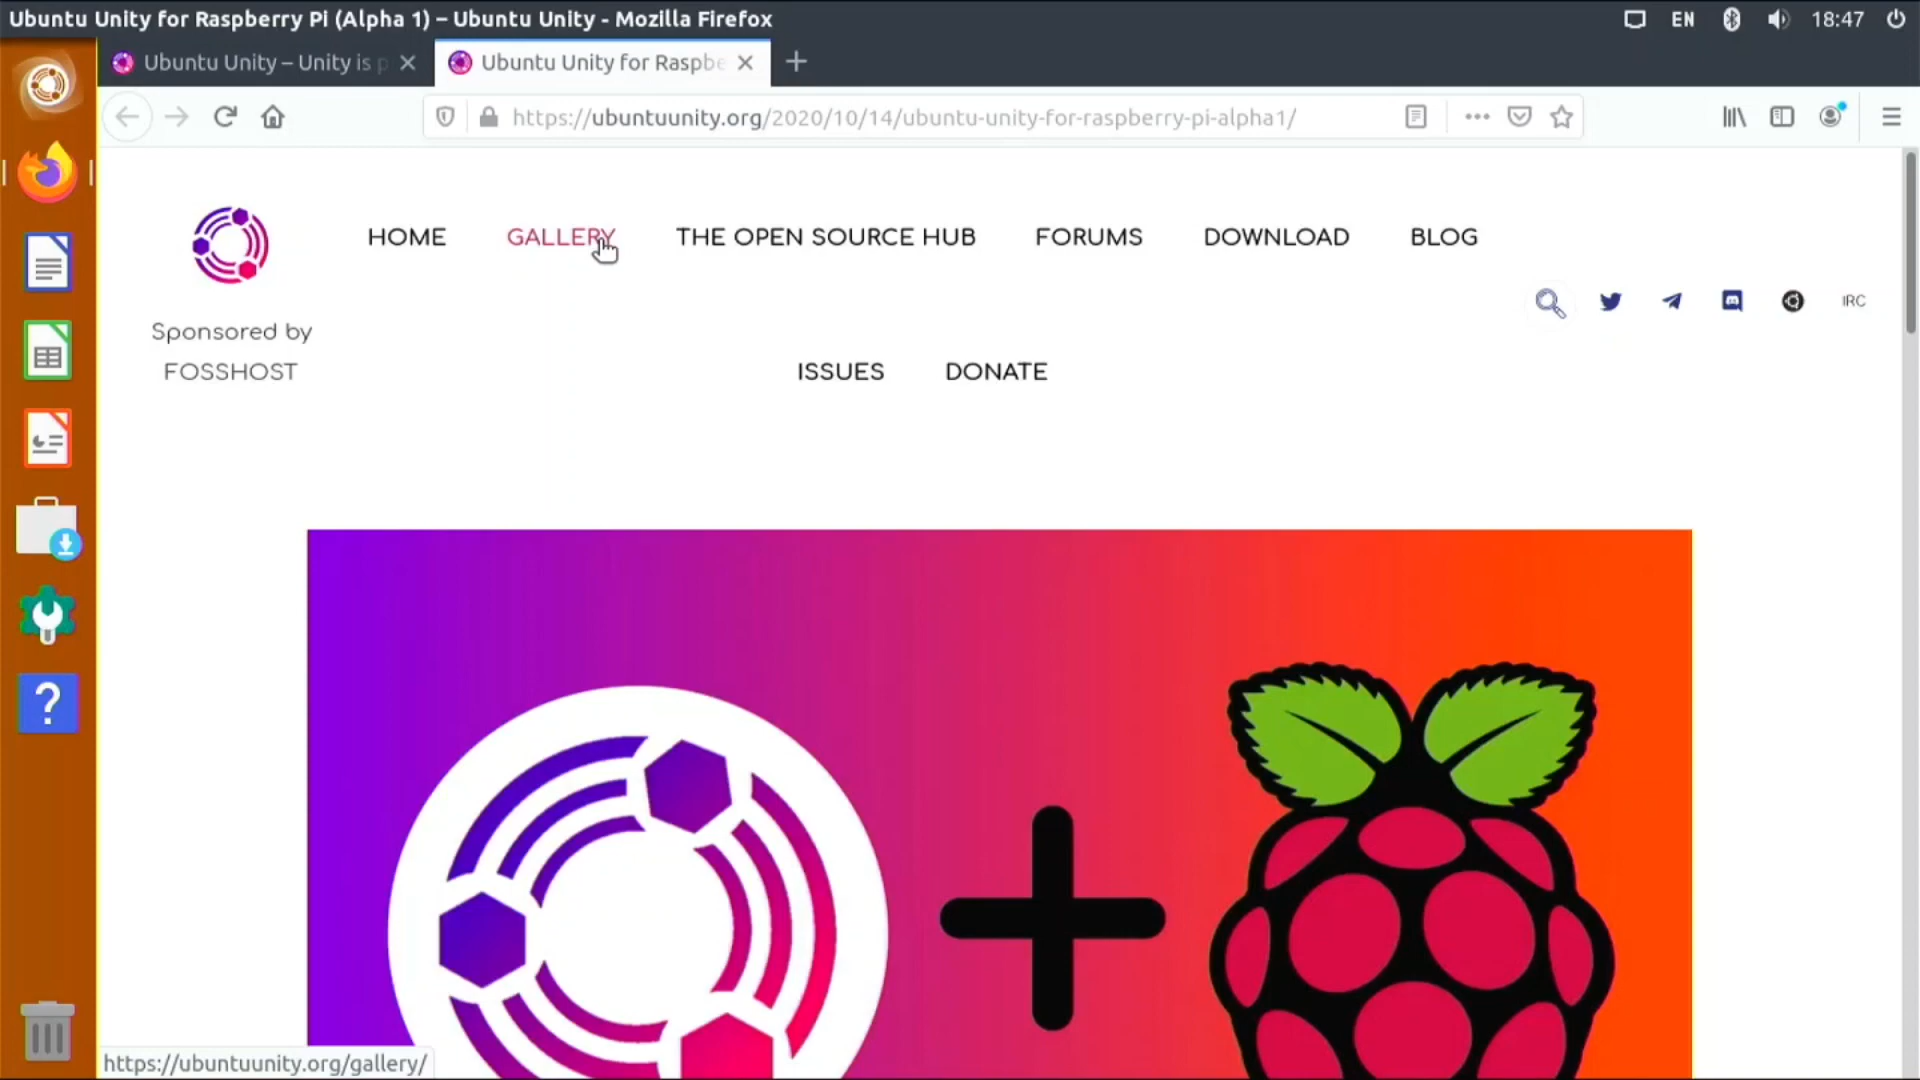 Ubuntu Unity for Raspberry Pi (Alpha 1) – Ubuntu Unity - Mozilla Firefox
EN
18:47
Ubuntu Unity – Unity is p
Ubuntu Unity for Raspbe
https://ubuntuunity.org/2020/10/14/ubuntu-unity-for-raspberry-pi-alpha1/
HOME
GALLERY
THE OPEN SOURCE HUB
FORUMS
DOWNLOAD
BLOG
IRC
Sponsored by
FOSSHOST
ISSUES
DONATE
?
https://ubuntuunity.org/gallery/